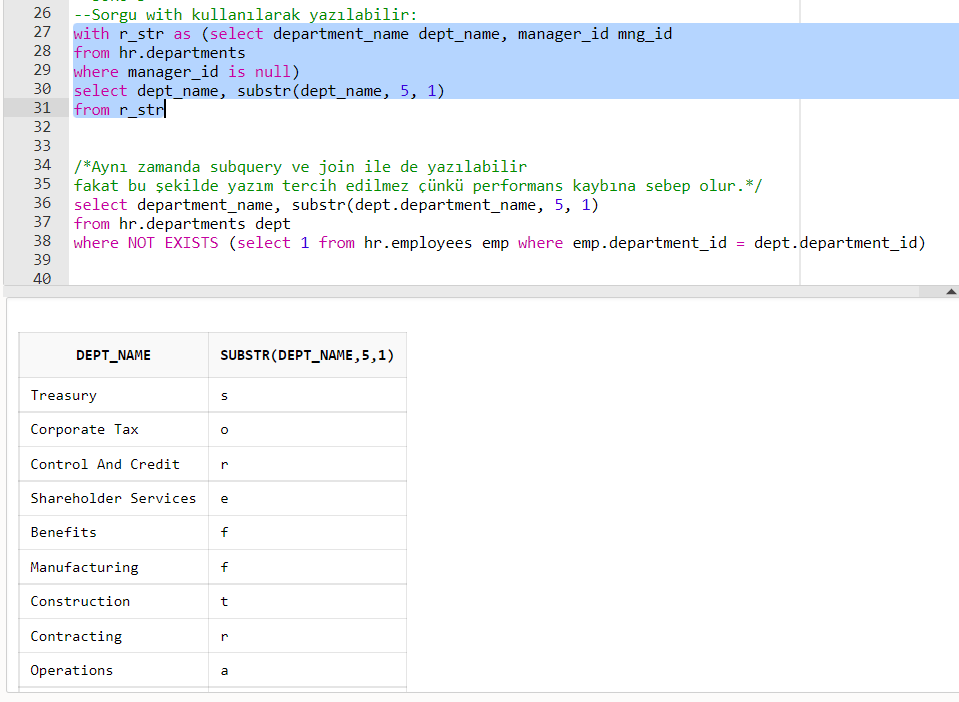 26 --Sorgu with kullanılarak yazılabilir:
27 with r_str as (select department_name dept_name, manager_id mng_id
28 from hr.departments
29 where manager_id is null)
30 select dept_name, substr(dept_name, 5, 1)
31 from r_str
32
33
34 /*Aynı zamanda subquery ve join ile de yazılabilir
35 fakat bu şekilde yazım tercih edilmez çünkü performans kaybına sebep olur.*/
36 select department_name, substr(dept.department_name, 5, 1)
37 from hr.departments dept
38 where NOT EXISTS (select 1 from hr.employees emp where emp.department_id = dept.department_id)
39
40
DEPT_NAME SUBSTR(DEPT_NAME,5,1)
Treasury s
Corporate Tax o
Control And Credit r
Shareholder Services e
Benefits f
Manufacturing f
Construction t
Contracting r
Operations a